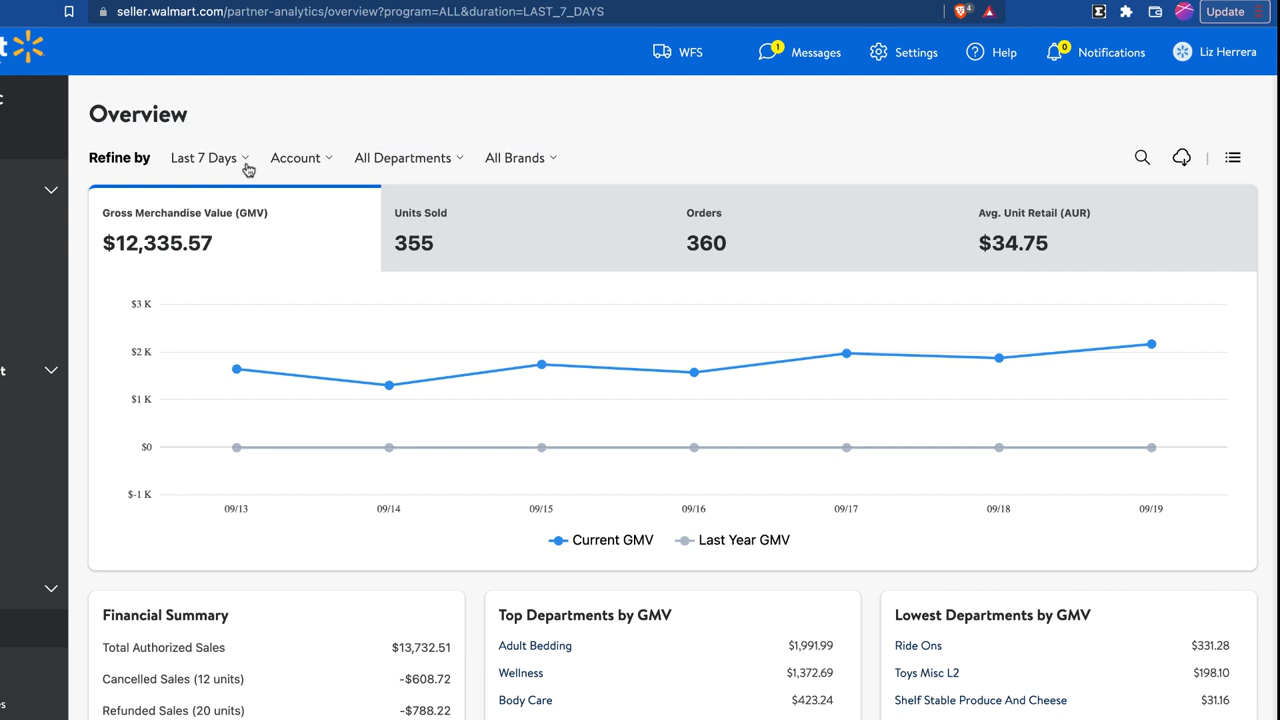 seller.walmart.com/partner-analytics/overview?program=ALL&duration=LAST_7_DAYS
4
Update
t
WFS
1
Messages
Settings
Help
0
Notifications
Liz Herrera
c
Overview
Refine by
Last 7 Days
Account
All Departments
All Brands
Gross Merchandise Value (GMV)
$12,335.57
Units Sold
355
Orders
360
Avg. Unit Retail (AUR)
$34.75
$3 K
$2 K
$1 K
$0
$-1 K
t
09/13
09/14
09/15
09/16
09/17
09/18
09/19
Current GMV
Last Year GMV
Financial Summary
Total Authorized Sales $13,732.51
Cancelled Sales (12 units) -$608.72
Refunded Sales (20 units) -$788.22
Top Departments by GMV
Adult Bedding $1,991.99
Wellness $1,372.69
Body Care $423.24
Lowest Departments by GMV
Ride Ons $331.28
Toys Misc L2 $198.10
Shelf Stable Produce And Cheese $31.16
s